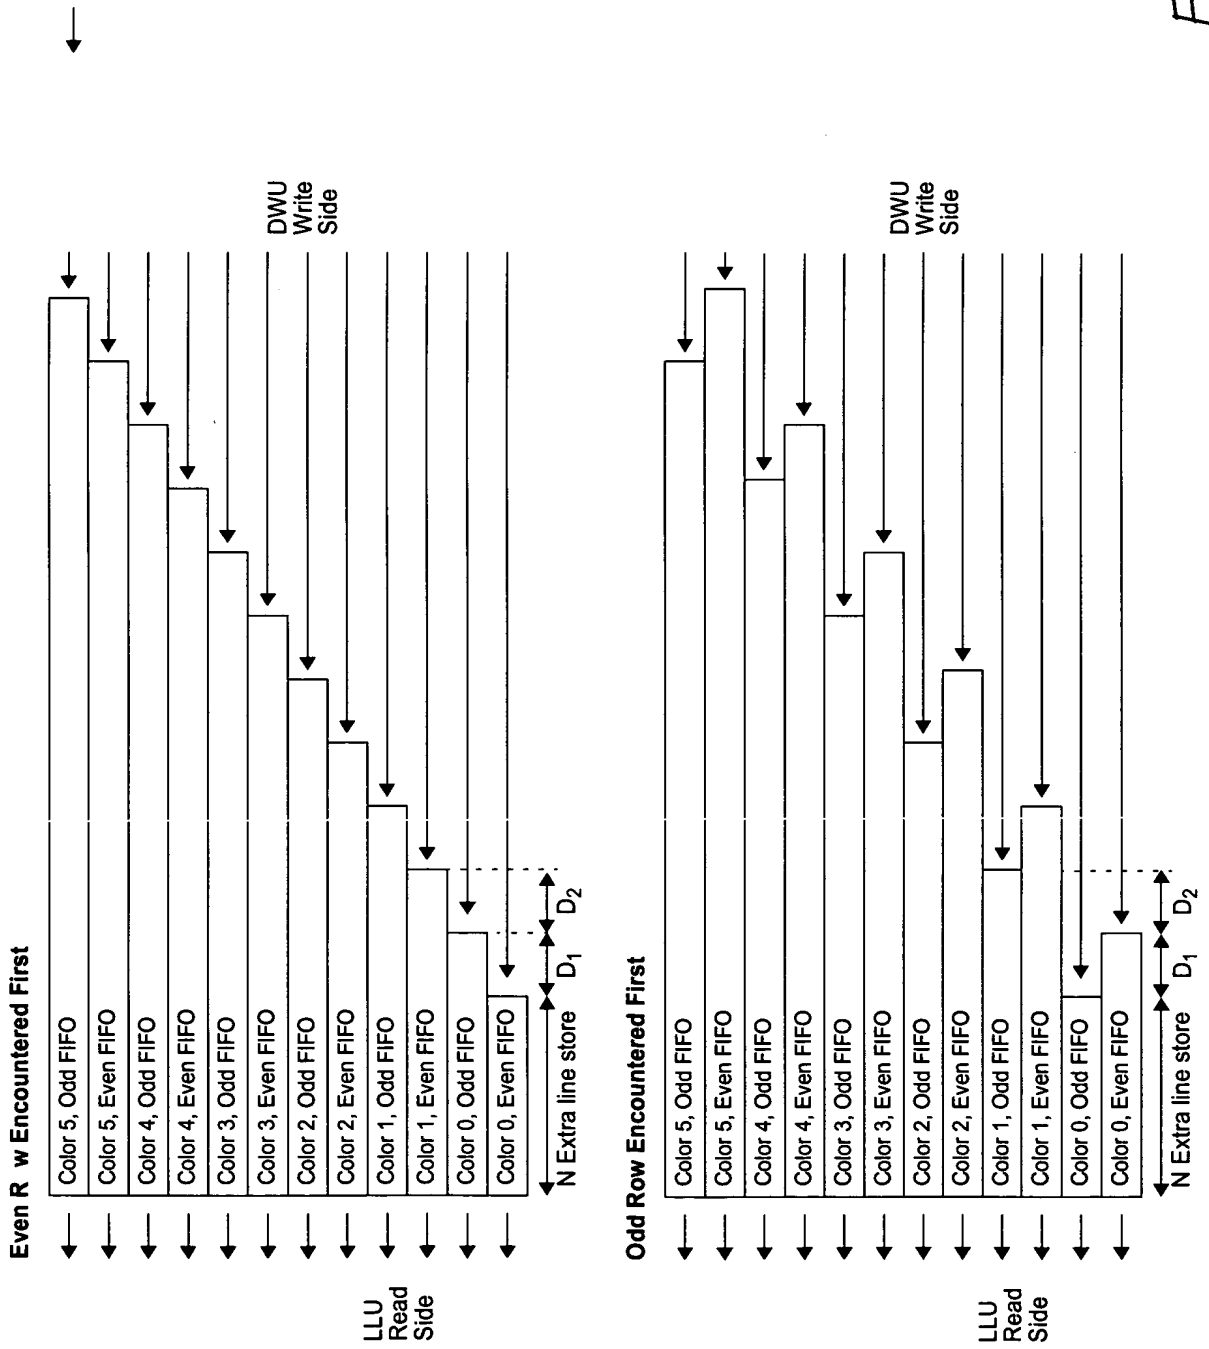 Even R w Encountered First
Color 5, Odd FIFO
Color 5, Even FIFO
Color 4, Odd FIFO
Color 4, Even FIFO
Color 3, Odd FIFO
Color 3, Even FIFO
Color 2, Odd FIFO
Color 2, Even FIFO
Color 1, Odd FIFO
Color 1, Even FIFO
Color 0, Odd FIFO
Color 0, Even FIFO
LLU
Read
Side
DWU
Write
Side
N Extra line store
D1
D2
Odd Row Encountered First
Color 5, Odd FIFO
Color 5, Even FIFO
Color 4, Odd FIFO
Color 4, Even FIFO
Color 3, Odd FIFO
Color 3, Even FIFO
Color 2, Odd FIFO
Color 2, Even FIFO
Color 1, Odd FIFO
Color 1, Even FIFO
Color 0, Odd FIFO
Color 0, Even FIFO
LLU
Read
Side
DWU
Write
Side
N Extra line store
D1
D2